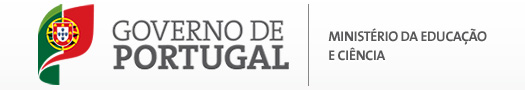 GOVERNO DE
PORTUGAL
MINISTÉRIO DA EDUCAÇÃO
E CIÊNCIA